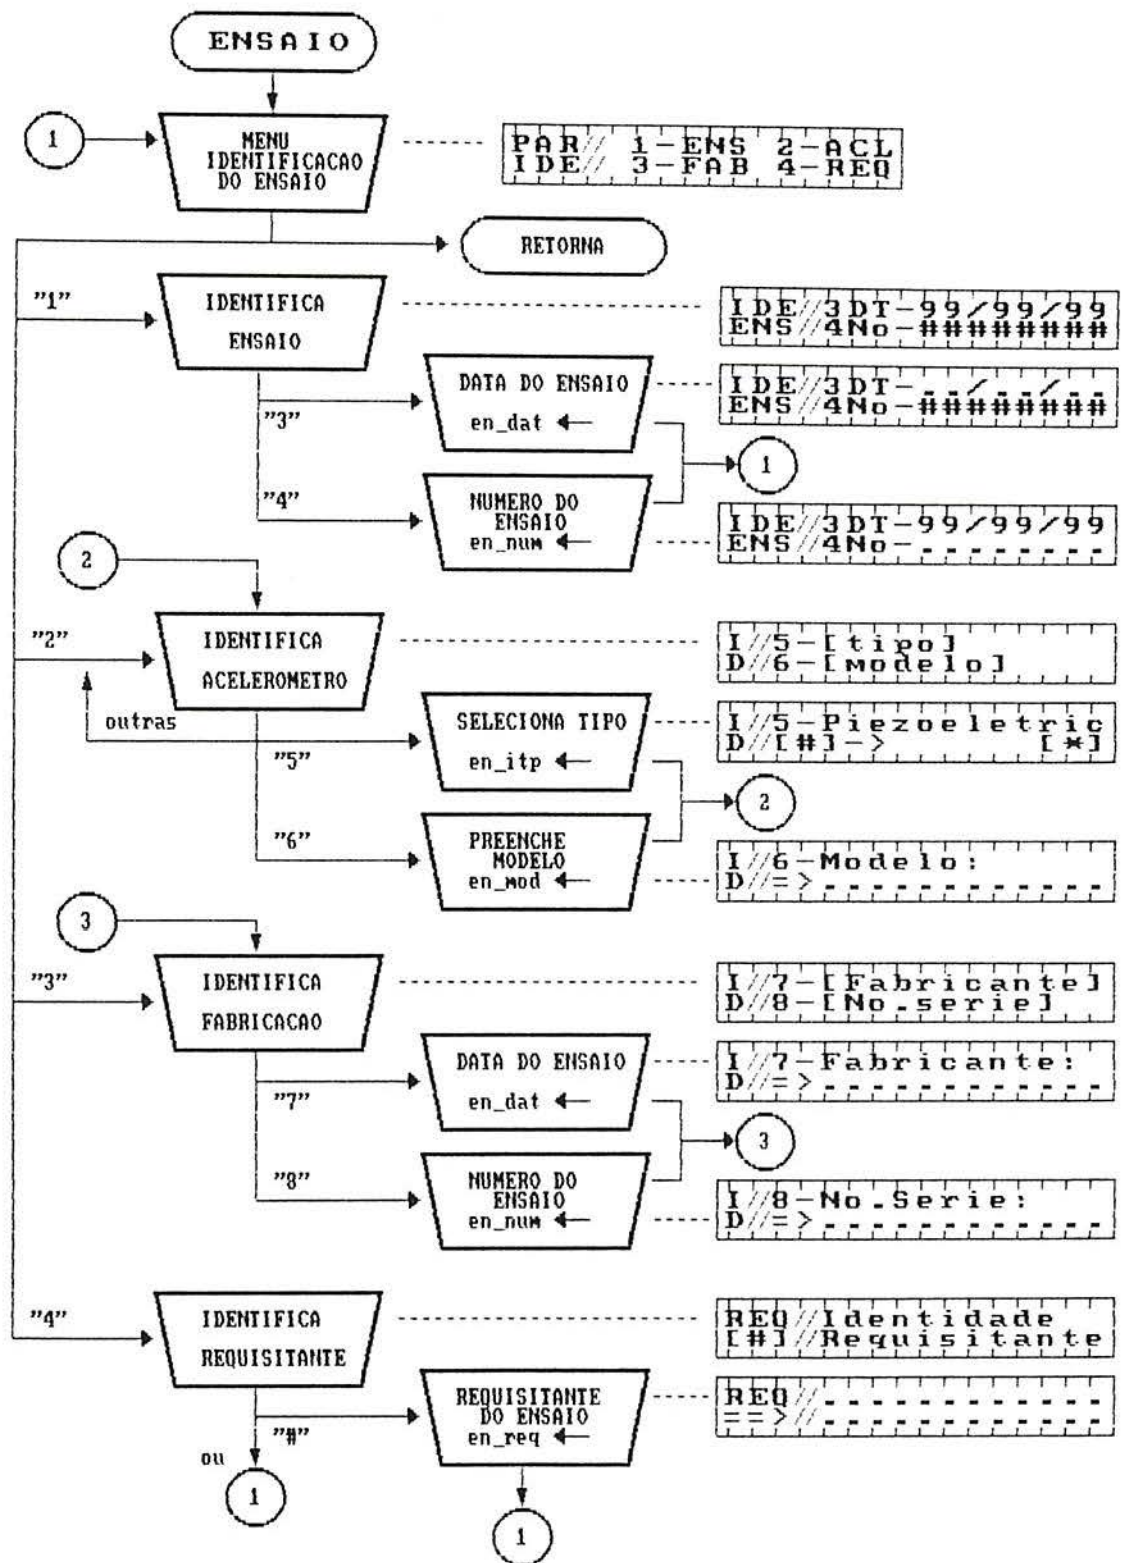 ENSAIO
1
MENU
IDENTIFICACAO
DO ENSAIO
PAR// 1-ENS 2-ACL
IDE// 3-FAB 4-REQ
RETORNA
"1"
IDENTIFICA
ENSAIO
IDE//3DT-99/99/99
ENS//4No-########
DATA DO ENSAIO
en_dat
IDE//3DT-__/__/__
ENS//4No-########
"3"
1
"4"
NUMERO DO
ENSAIO
en_num
IDE//3DT-99/99/99
ENS//4No-________
2
"2"
IDENTIFICA
ACELEROMETRO
I//5-[tipo]
D//6-[modelo]
outras
SELECIONA TIPO
en_itp
I//5-Piezoeletric
D//[#]-> [*]
"5"
2
"6"
PREENCHE
MODELO
en_mod
I//6-Modelo:
D//=>____________
3
"3"
IDENTIFICA
FABRICACAO
I//7-[Fabricante]
D//8-[No.serie]
DATA DO ENSAIO
en_dat
I//7-Fabricante:
D//=>____________
"7"
3
"8"
NUMERO DO
ENSAIO
en_num
I//8-No.Serie:
D//=>____________
"4"
IDENTIFICA
REQUISITANTE
REQ//Identidade
[#]//Requisitante
REQUISITANTE
DO ENSAIO
en_req
REQ//____________
==>//____________
"#"
ou
1
1